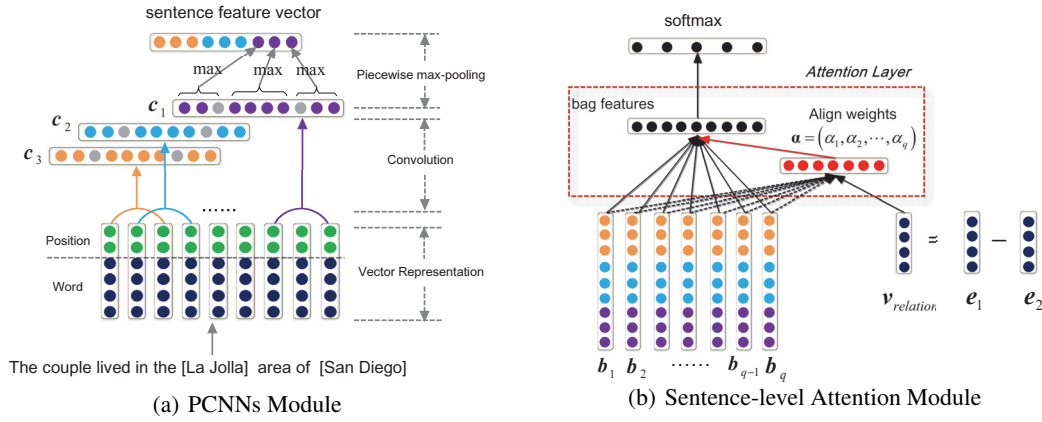 sentence feature vector
max
max
max
Piecewise max-pooling
c1
c2
c3
Convolution
......
Position
Word
Vector Representation
The couple lived in the [La Jolla] area of [San Diego]
(a) PCNNs Module
softmax
Attention Layer
bag features
Align weights
α = (α1, α2, ⋯, αq)
≈
−
vrelation
e1
e2
b1 b2 ...... bq−1 bq
(b) Sentence-level Attention Module